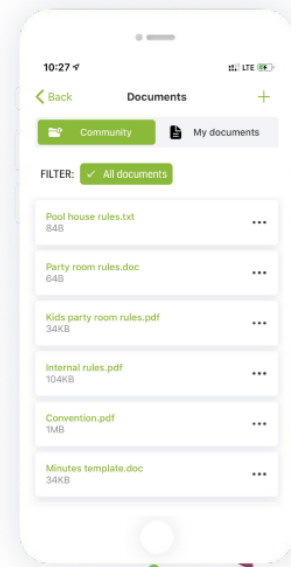 10:27
LTE
Back Documents +
Community My documents
FILTER: All documents
Pool house rules.txt
84B
Party room rules.doc
64B
Kids party room rules.pdf
34KB
Internal rules.pdf
104KB
Convention.pdf
1MB
Minutes template.doc
34KB